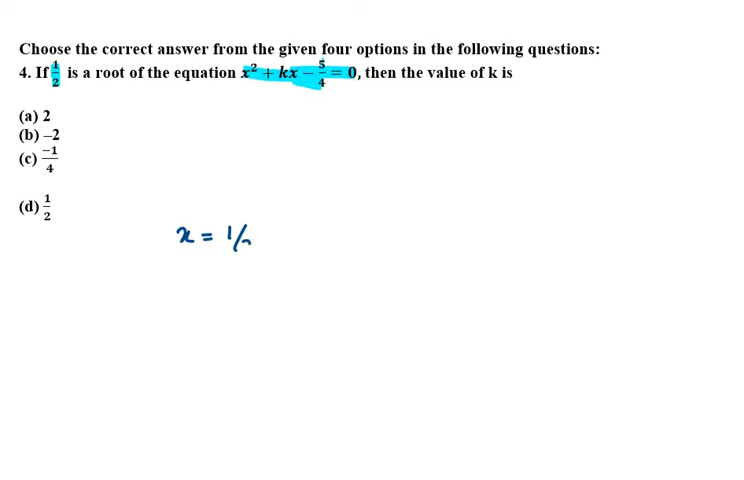 Choose the correct answer from the given four options in the following questions:
4. If 1/2 is a root of the equation x² + kx − 5/4 = 0, then the value of k is
(a) 2
(b) –2
(c) −1/4
(d) 1/2
x = 1/2